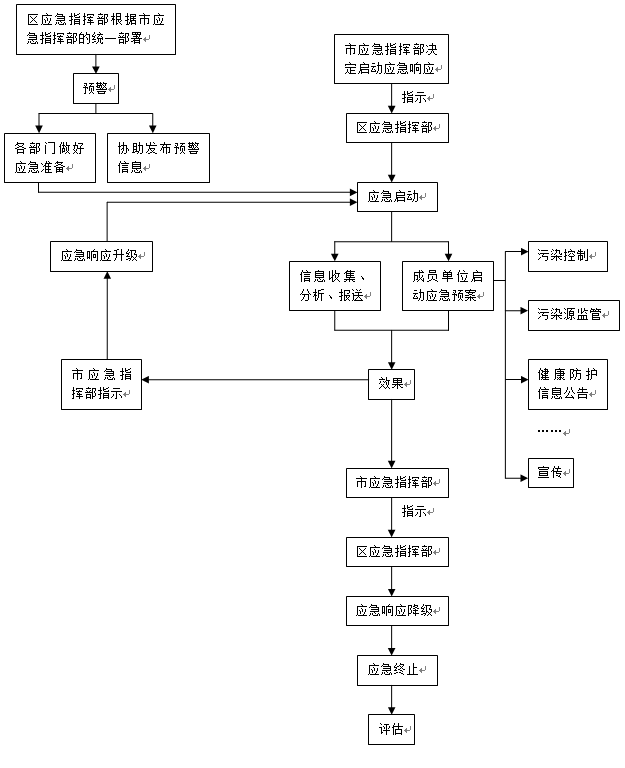 区应急指挥部根据市应
急指挥部的统一部署
市应急指挥部决
定启动应急响应
预警
指示
区应急指挥部
各部门做好
应急准备
协助发布预警
信息
应急启动
应急响应升级
信息收集、
分析、报送
成员单位启
动应急预案
污染控制
污染源监管
市应急指
挥部指示
效果
健康防护
信息公告
……
宣传
市应急指挥部
指示
区应急指挥部
应急响应降级
应急终止
评估